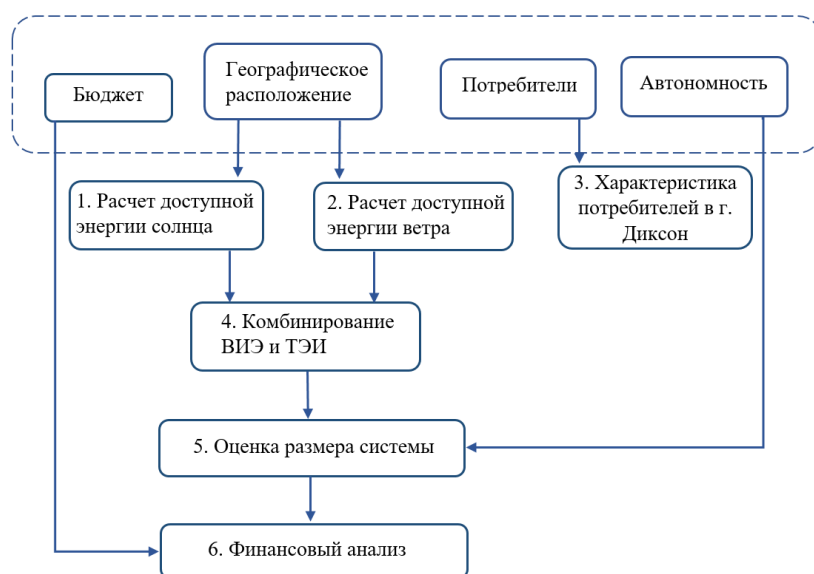 Бюджет
Географическое
расположение
Потребители
Автономность
1. Расчет доступной
энергии солнца
2. Расчет доступной
энергии ветра
3. Характеристика
потребителей в г.
Диксон
4. Комбинирование
ВИЭ и ТЭИ
5. Оценка размера системы
6. Финансовый анализ